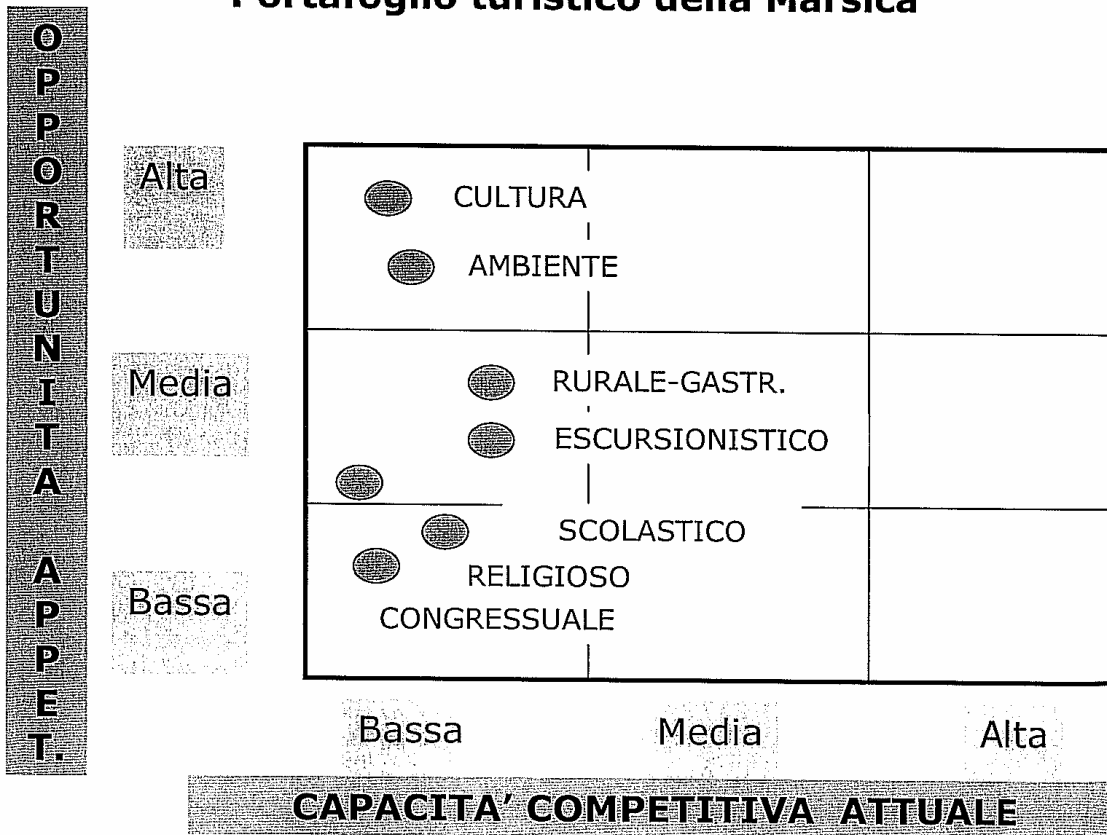 Portafoglio turistico della Marsica
OPPORTUNITA APPET.
Alta
CULTURA
AMBIENTE
Media
RURALE-GASTR.
ESCURSIONISTICO
SCOLASTICO
Bassa
RELIGIOSO
CONGRESSUALE
Bassa Media Alta
CAPACITA' COMPETITIVA ATTUALE